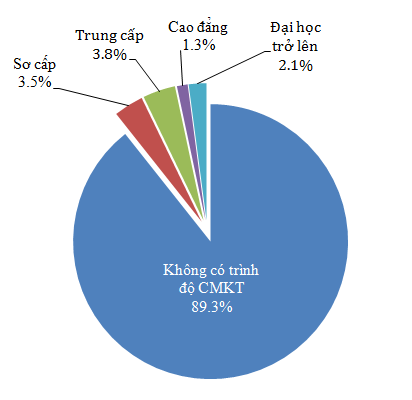 Sơ cấp
3.5%
Trung cấp
3.8%
Cao đẳng
1.3%
Đại học
trở lên
2.1%
Không có trình
độ CMKT
89.3%